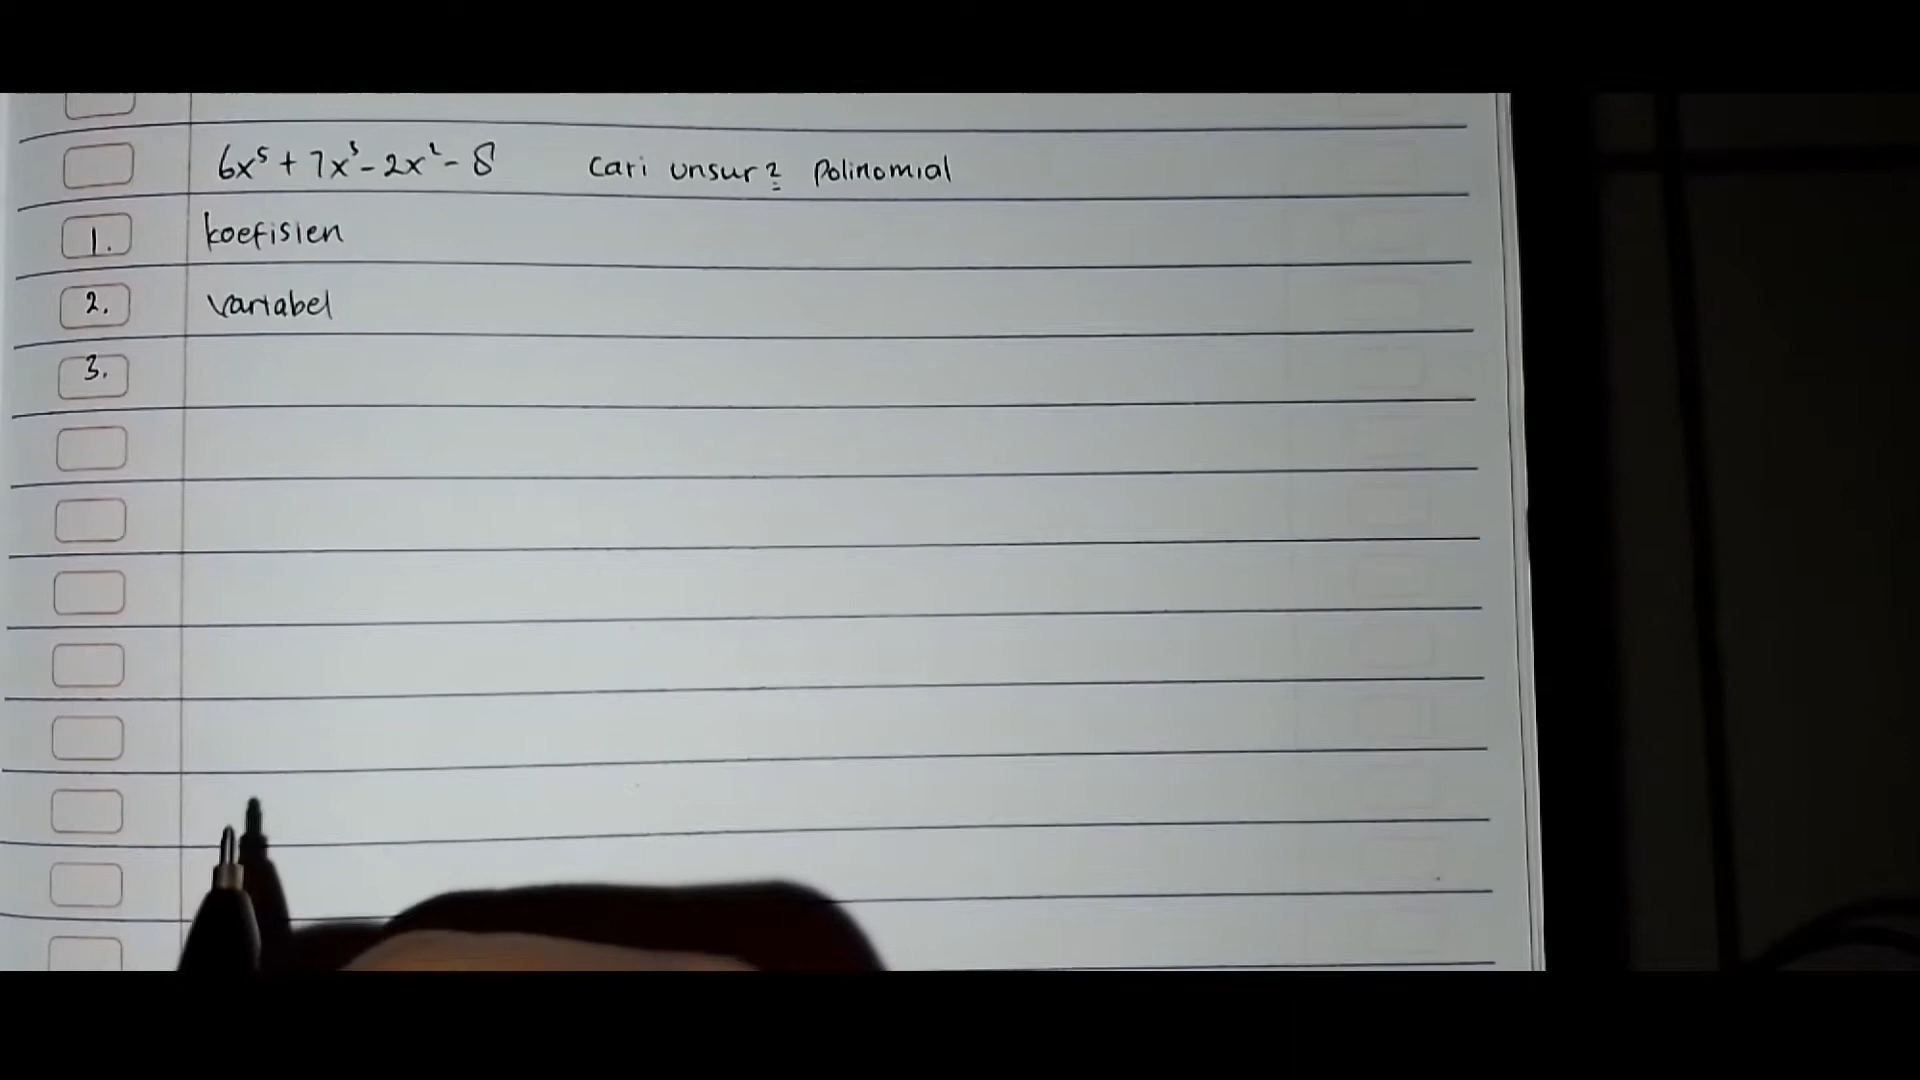 6x⁵ + 7x³ - 2x² - 8 Cari unsur2 Polinomial
1. koefisien
2. variabel
3.